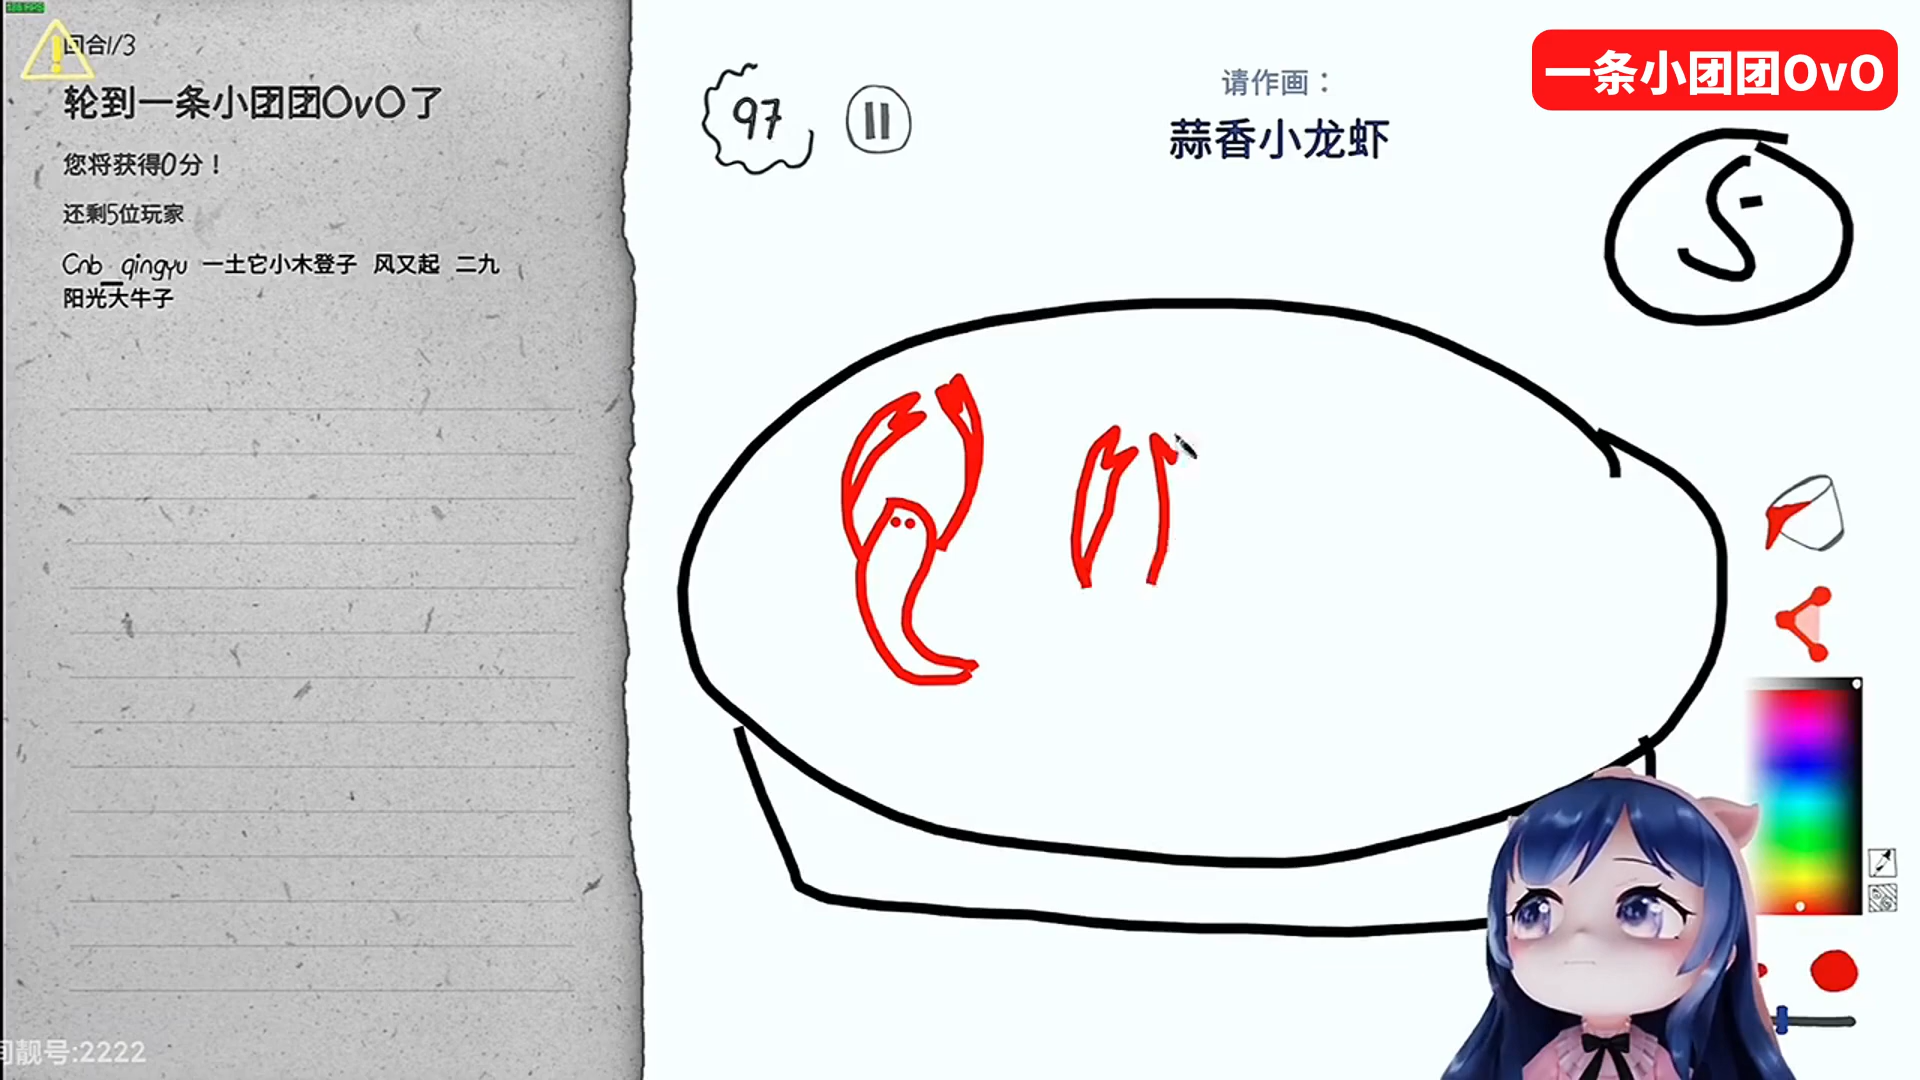 回合1/3
轮到一条小团团OvO了
您将获得0分！
还剩5位玩家
Cnb_qingyu 一土它小木登子 风又起 二九
阳光大牛子
97
请作画：
蒜香小龙虾
一条小团团OvO
S
间靓号:2222